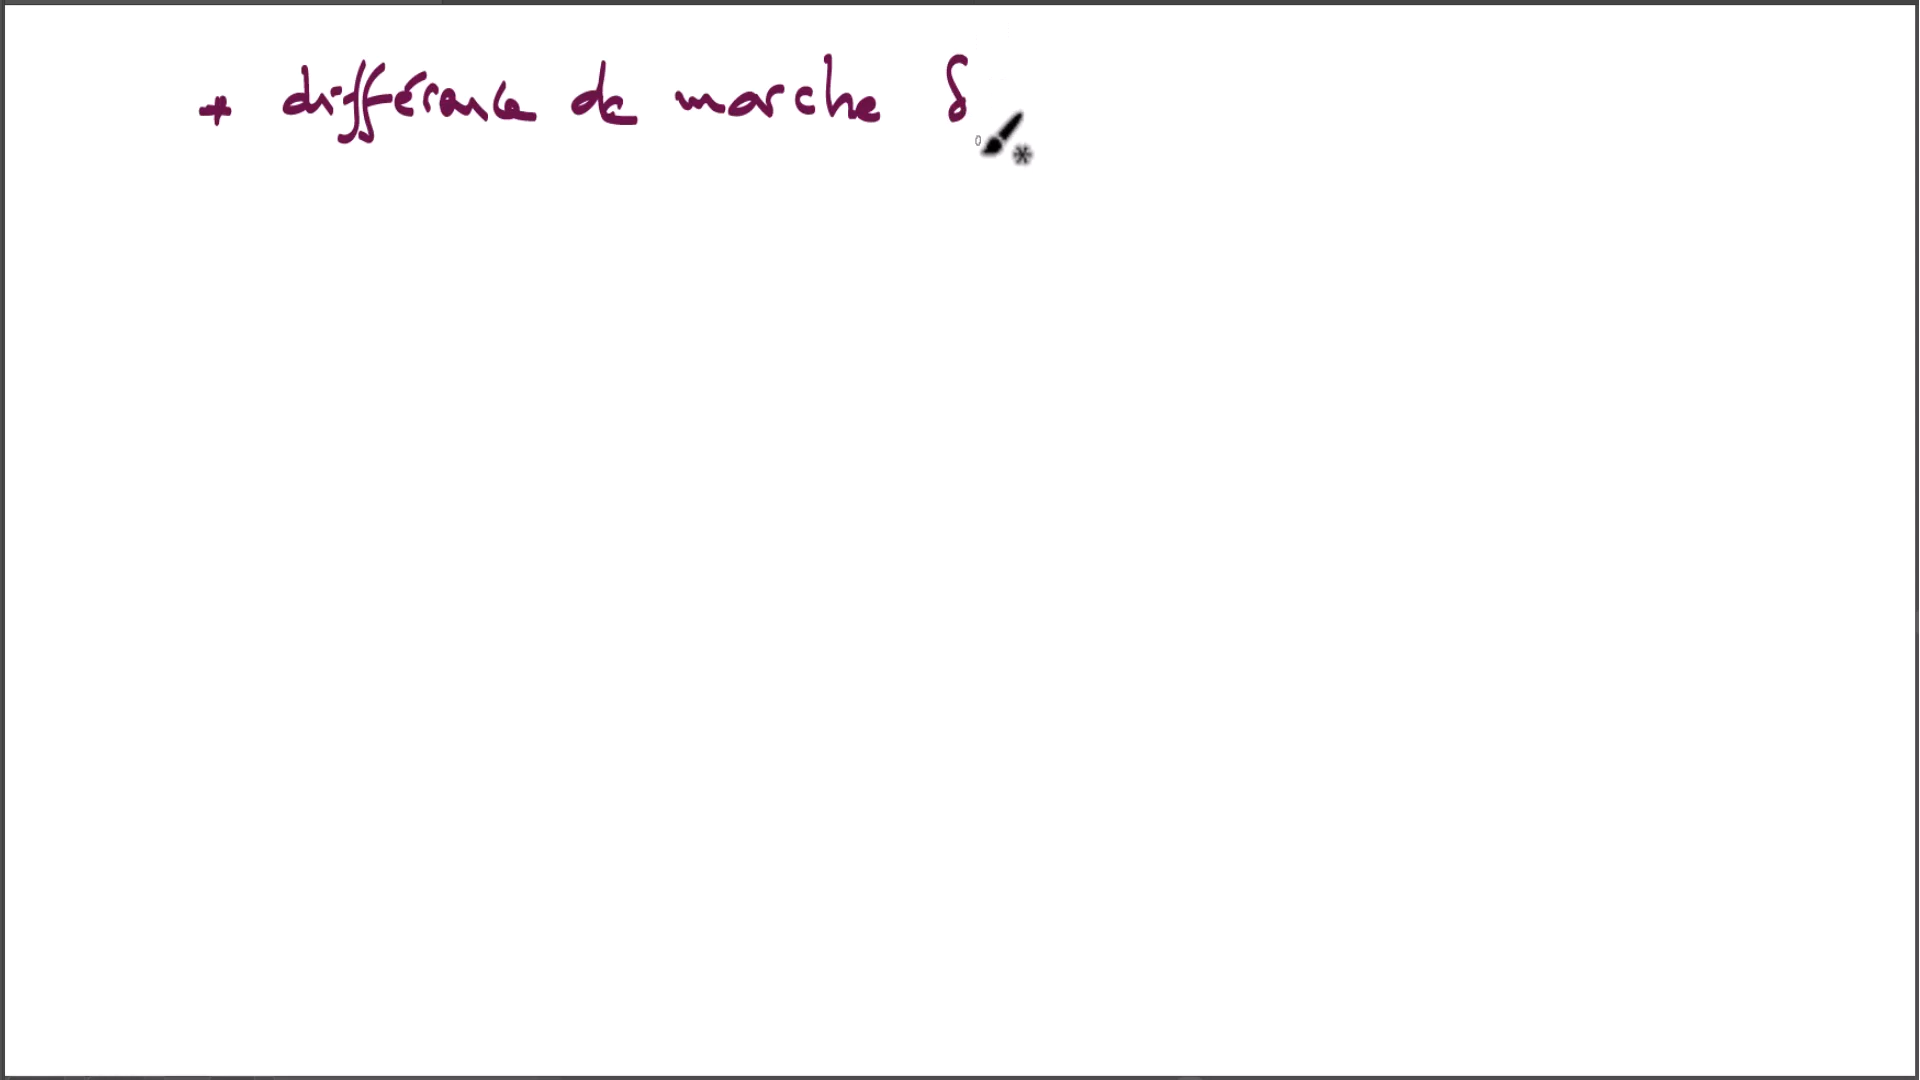 * différence de marche δ